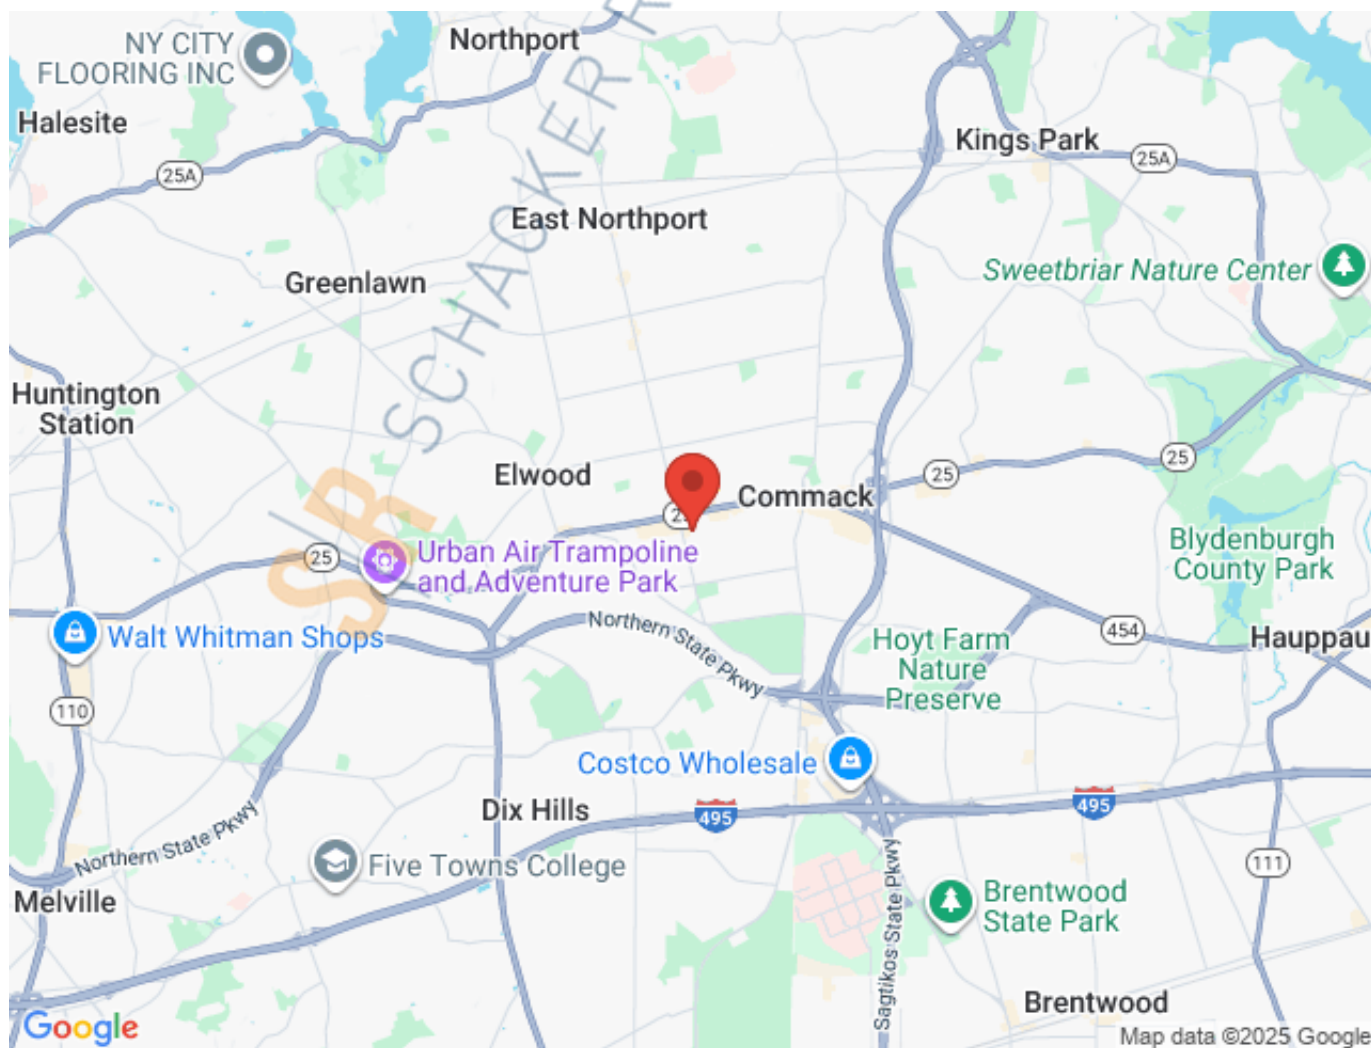 NY CITY
FLOORING INC
Northport
Halesite
Kings Park
25A
25A
East Northport
Sweetbriar Nature Center
Greenlawn
SCHACKER R
Huntington
Station
Elwood
25
25
Commack
SR
25
Urban Air Trampoline
and Adventure Park
Blydenburgh
County Park
Walt Whitman Shops
Northern State Pkwy
Hoyt Farm
Nature
Preserve
454
Hauppau
110
Costco Wholesale
Dix Hills
495
495
Northern State Pkwy
Five Towns College
111
Melville
Sagtikos State Pkwy
Brentwood
State Park
Brentwood
Google
Map data ©2025 Google